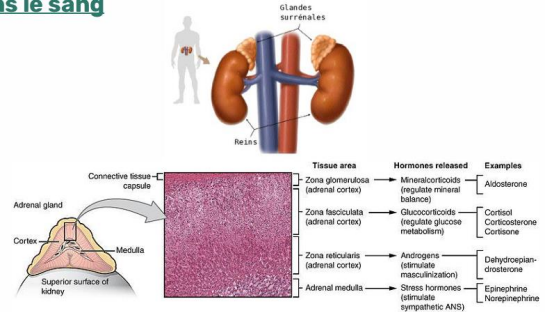 ns le sang
Glandes
surrénales
Reins
Tissue area
Hormones released
Examples
Connective tissue
capsule
Zona glomerulosa
(adrenal cortex)
Mineralcorticoids
(regulate mineral
balance)
Aldosterone
Adrenal gland
Cortex
Medulla
Superior surface of
kidney
Zona fasciculata
(adrenal cortex)
Glucocorticoids
(regulate glucose
metabolism)
Cortisol
Corticosterone
Cortisone
Zona reticularis
(adrenal cortex)
Androgens
(stimulate
masculinization)
Dehydroepian-
drosterone
Adrenal medulla
Stress hormones
(stimulate
sympathetic ANS)
Epinephrine
Norepinephrine